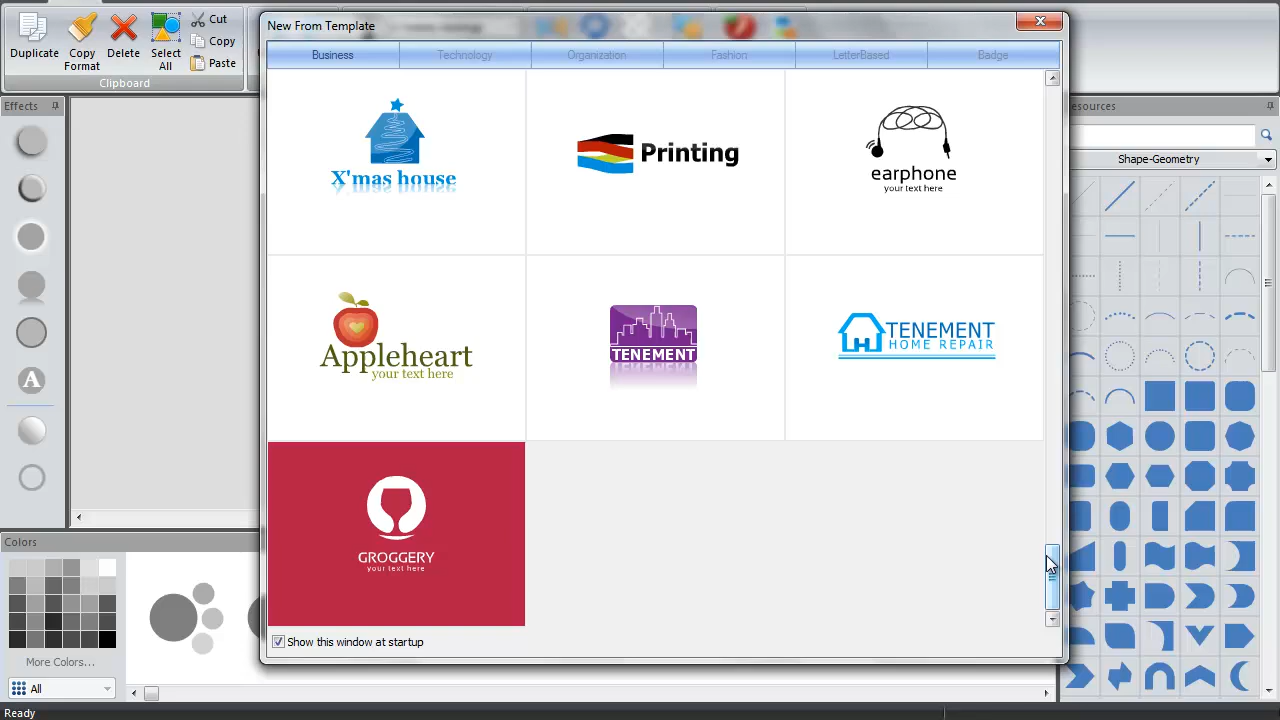 New From Template
Duplicate
Copy
Format
Delete
Select
All
Cut
Copy
Paste
Clipboard
Business
Technology
Organization
Fashion
LetterBased
Badge
Effects
A
X'mas house
Printing
earphone
your text here
Appleheart
your text here
TENEMENT
TENEMENT
HOME REPAIR
GROGGERY
your text here
Show this window at startup
esources
Shape-Geometry
Colors
More Colors...
All
Ready